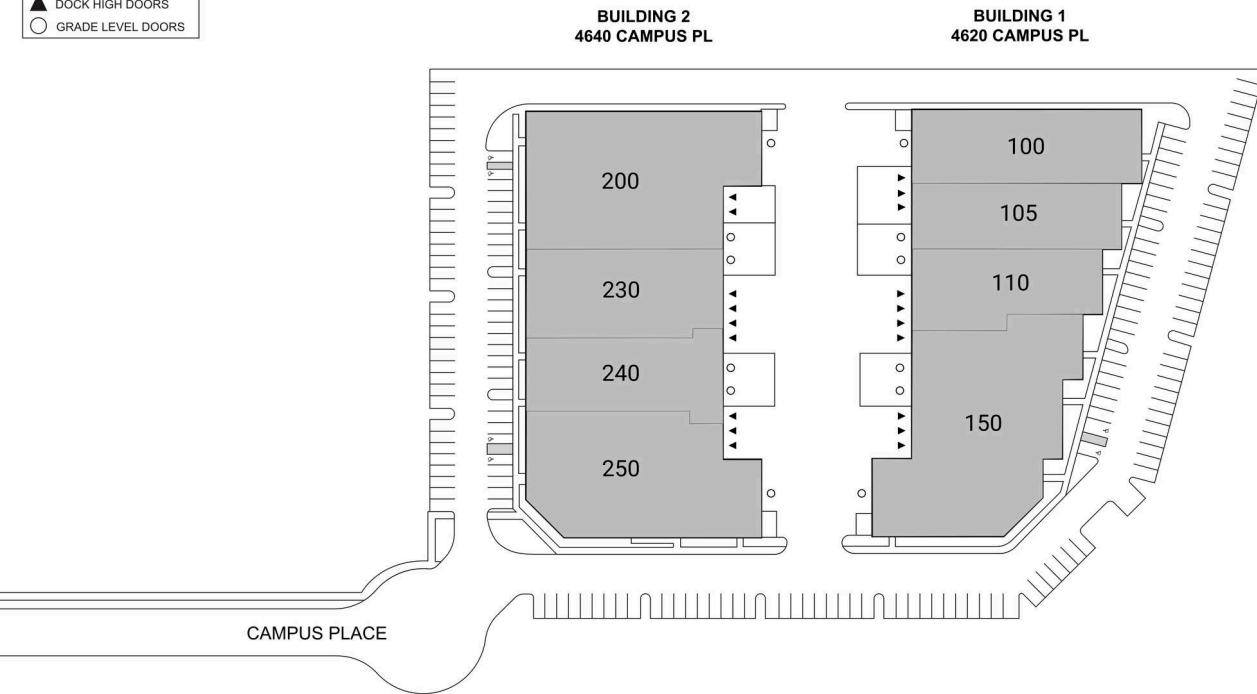 DOCK HIGH DOORS
GRADE LEVEL DOORS
BUILDING 2
4640 CAMPUS PL
BUILDING 1
4620 CAMPUS PL
200
230
240
250
100
105
110
150
CAMPUS PLACE